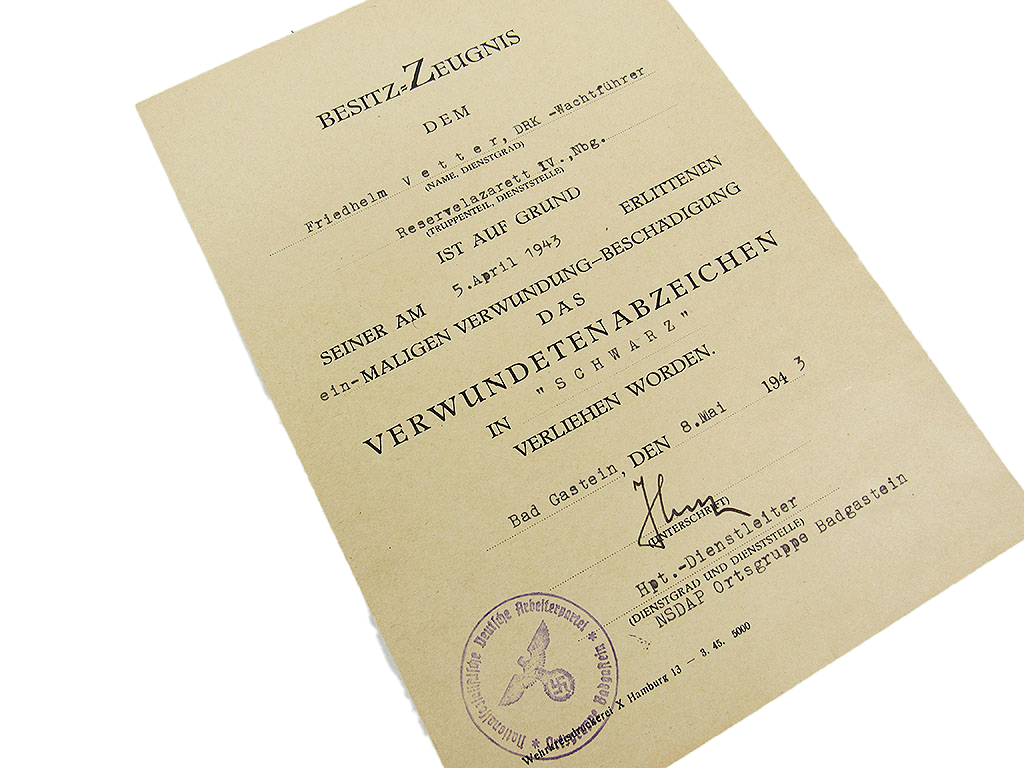 BESITZ=ZEUGNIS
DEM
Friedhelm V e t t e r, DRK -Wachtführer
(NAME, DIENSTGRAD)
Reservelazarett IV.,Nbg.
(TRUPPENTEIL, DIENSTSTELLE)
IST AUF GRUND
SEINER AM 5.April 1943 ERLITTENEN
ein-MALIGEN VERWUNDUNG–BESCHÄDIGUNG
DAS
VERWUNDETENABZEICHEN
IN "SCHWARZ"
VERLIEHEN WORDEN.
Bad Gastein, DEN 8.Mai 1943
(UNTERSCHRIFT)
Hpt.-Dienstleiter
(DIENSTGRAD UND DIENSTSTELLE)
NSDAP Ortsgruppe Badgastein
Nationalsozialistische Deutsche Arbeiterpartei * Ortsgruppe Badgastein *
Wehrkreisdruckerei X Hamburg 13 — 3. 45. 5000